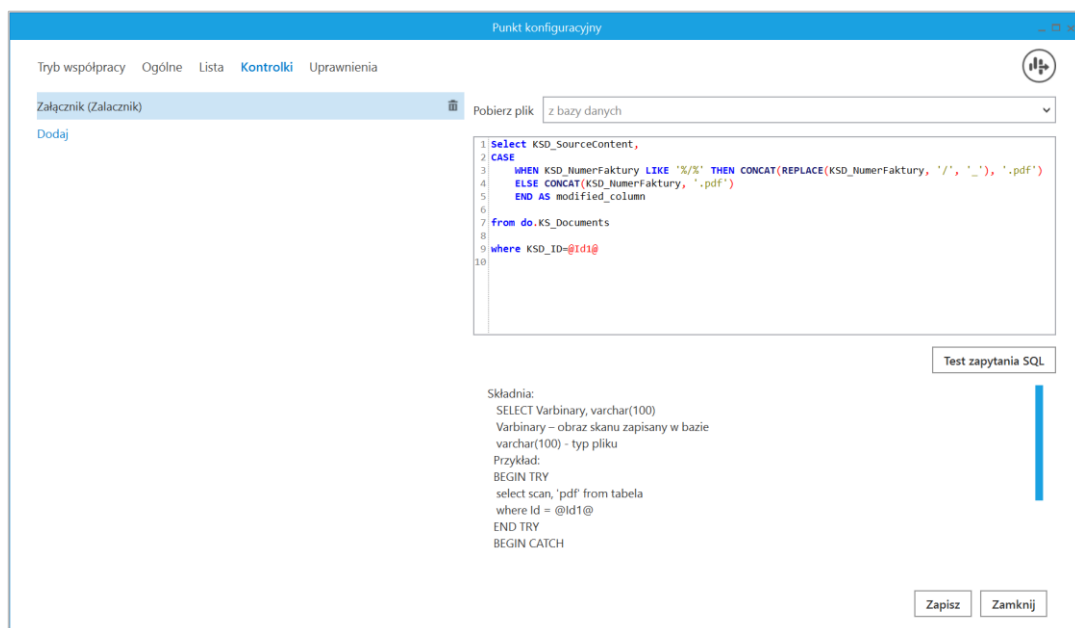 Punkt konfiguracyjny
Tryb współpracy Ogólne Lista Kontrolki Uprawnienia
Załącznik (Zalacznik)
Dodaj
Pobierz plik z bazy danych
1 Select KSD_SourceContent,
2 CASE
3 WHEN KSD_NumerFaktury LIKE '%/%' THEN CONCAT(REPLACE(KSD_NumerFaktury, '/', '_'), '.pdf')
4 ELSE CONCAT(KSD_NumerFaktury, '.pdf')
5 END AS modified_column
6
7 from do.KS_Documents
8
9 where KSD_ID=@Id1@
10
Test zapytania SQL
Składnia:
SELECT Varbinary, varchar(100)
Varbinary – obraz skanu zapisany w bazie
varchar(100) - typ pliku
Przykład:
BEGIN TRY
select scan, 'pdf' from tabela
where Id = @Id1@
END TRY
BEGIN CATCH
Zapisz Zamknij